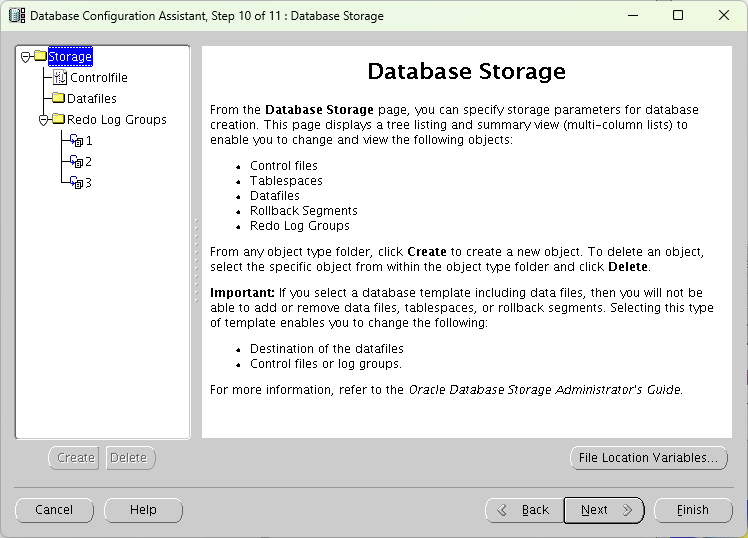 Database Configuration Assistant, Step 10 of 11 : Database Storage
Storage
Controlfile
Datafiles
Redo Log Groups
1
2
3
Database Storage
From the Database Storage page, you can specify storage parameters for database
creation. This page displays a tree listing and summary view (multi-column lists) to
enable you to change and view the following objects:
• Control files
• Tablespaces
• Datafiles
• Rollback Segments
• Redo Log Groups
From any object type folder, click Create to create a new object. To delete an object,
select the specific object from within the object type folder and click Delete.
Important: If you select a database template including data files, then you will not be
able to add or remove data files, tablespaces, or rollback segments. Selecting this type
of template enables you to change the following:
• Destination of the datafiles
• Control files or log groups.
For more information, refer to the Oracle Database Storage Administrator's Guide.
Create
Delete
File Location Variables...
Cancel
Help
Back
Next
Finish